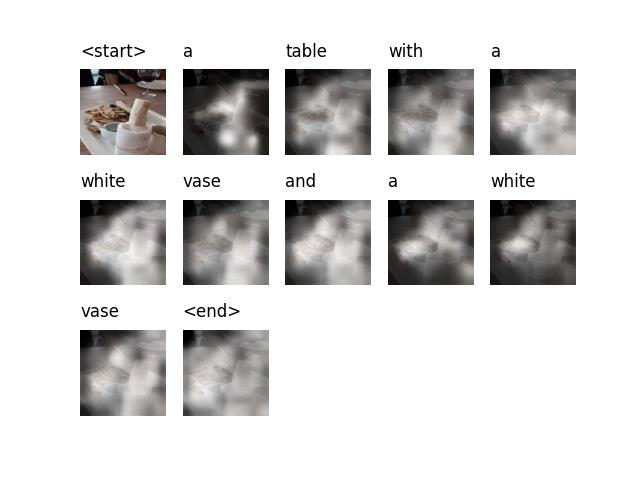 <start> a table with a
white vase and a white
vase <end>